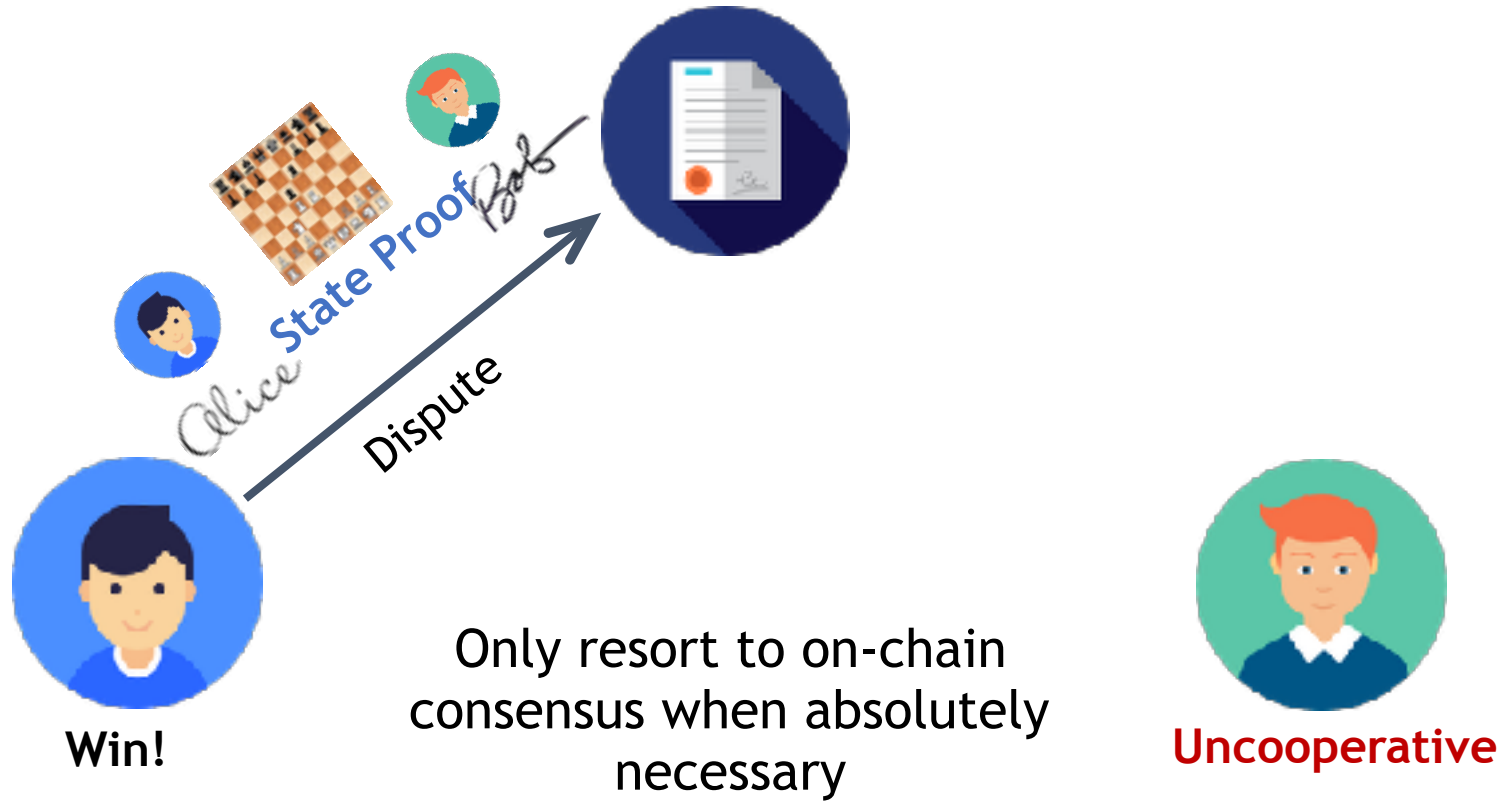 Bob
State Proof
Alice
Dispute
Only resort to on-chain
consensus when absolutely
necessary
Win!
Uncooperative